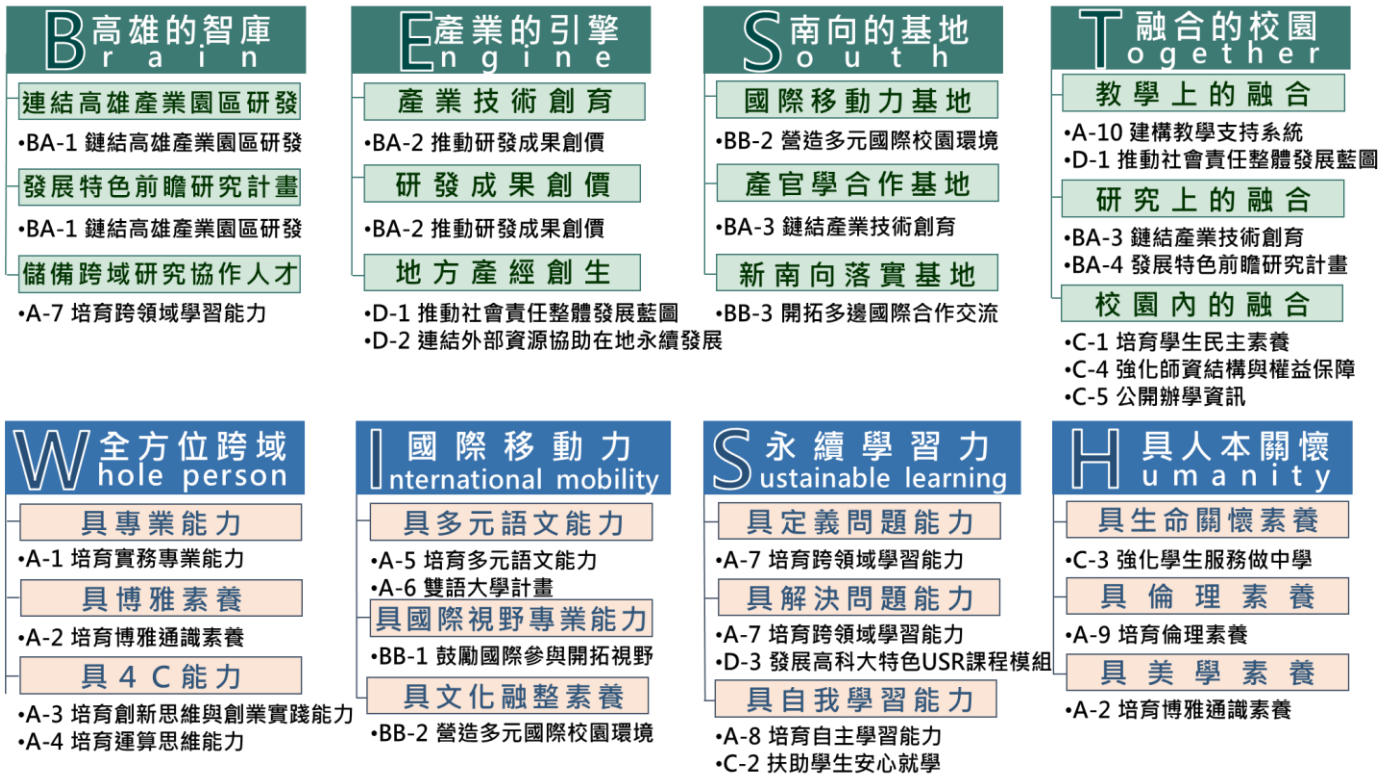 高雄的智庫
Brain
連結高雄產業園區研發
•BA-1 鏈結高雄產業園區研發
發展特色前瞻研究計畫
•BA-1 鏈結高雄產業園區研發
儲備跨域研究協作人才
•A-7 培育跨領域學習能力
產業的引擎
Engine
產業技術創育
•BA-2 推動研發成果創價
研發成果創價
•BA-2 推動研發成果創價
地方產經創生
•D-1 推動社會責任整體發展藍圖
•D-2 連結外部資源協助在地永續發展
南向的基地
South
國際移動力基地
•BB-2 營造多元國際校園環境
產官學合作基地
•BA-3 鏈結產業技術創育
新南向落實基地
•BB-3 開拓多邊國際合作交流
融合的校園
Together
教學上的融合
•A-10 建構教學支持系統
•D-1 推動社會責任整體發展藍圖
研究上的融合
•BA-3 鏈結產業技術創育
•BA-4 發展特色前瞻研究計畫
校園內的融合
•C-1 培育學生民主素養
•C-4 強化師資結構與權益保障
•C-5 公開辦學資訊
全方位跨域
Whole person
具專業能力
•A-1 培育實務專業能力
具博雅素養
•A-2 培育博雅通識素養
具4C能力
•A-3 培育創新思維與創業實踐能力
•A-4 培育運算思維能力
國際移動力
International mobility
具多元語文能力
•A-5 培育多元語文能力
•A-6 雙語大學計畫
具國際視野專業能力
•BB-1 鼓勵國際參與開拓視野
具文化融整素養
•BB-2 營造多元國際校園環境
永續學習力
Sustainable learning
具定義問題能力
•A-7 培育跨領域學習能力
具解決問題能力
•A-7 培育跨領域學習能力
•D-3 發展高科大特色USR課程模組
具自我學習能力
•A-8 培育自主學習能力
•C-2 扶助學生安心就學
具人本關懷
Humanity
具生命關懷素養
•C-3 強化學生服務做中學
具倫理素養
•A-9 培育倫理素養
具美學素養
•A-2 培育博雅通識素養